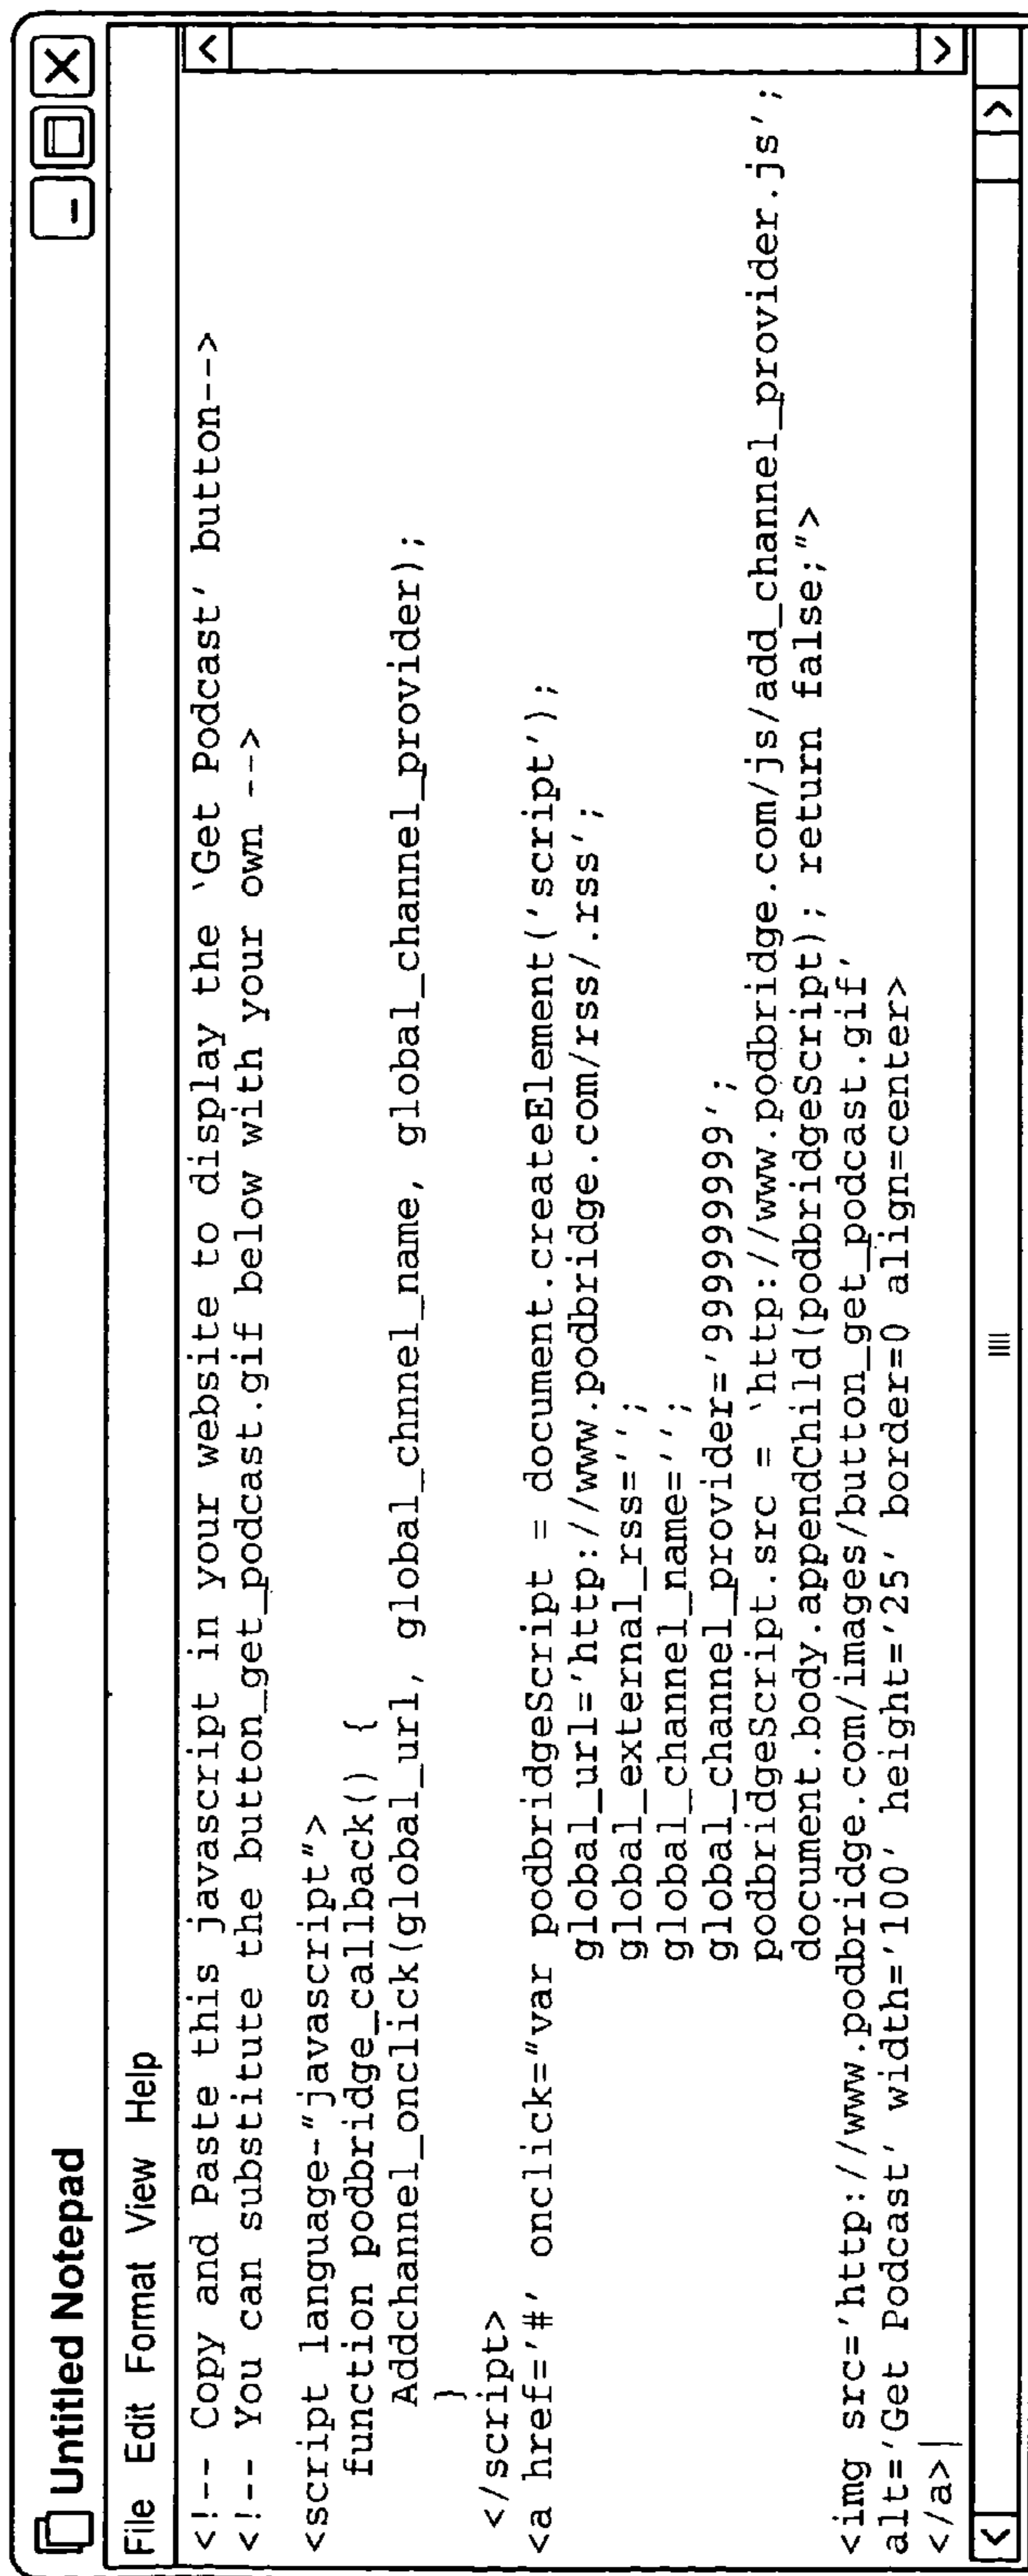 Untitled Notepad
File Edit Format View Help
<!-- Copy and Paste this javascript in your website to display the ‵Get Podcast′ button-->
<!-- You can substitute the button_get_podcast.gif below with your own -->
<script language-″javascript″>
function podbridge_callback() {
Addchannel_onclick(global_url, global_chnnel_name, global_channel_provider);
}
</script>
<a href=′#′ onclick=″var podbridgeScript = document.createElement(′script′);
global_url=′http://www.podbridge.com/rss/.rss′;
global_external_rss=′′;
global_channel_name=′′;
global_channel_provider=′999999999′;
podbridgeScript.src = ‵http://www.podbridge.com/js/add_channel_provider.js′;
document.body.appendChild(podbridgeScript); return false;″>
<img src=′http://www.podbridge.com/images/button_get_podcast.gif′
alt=′Get Podcast′ width=′100′ height=′25′ border=0 align=center>
</a>